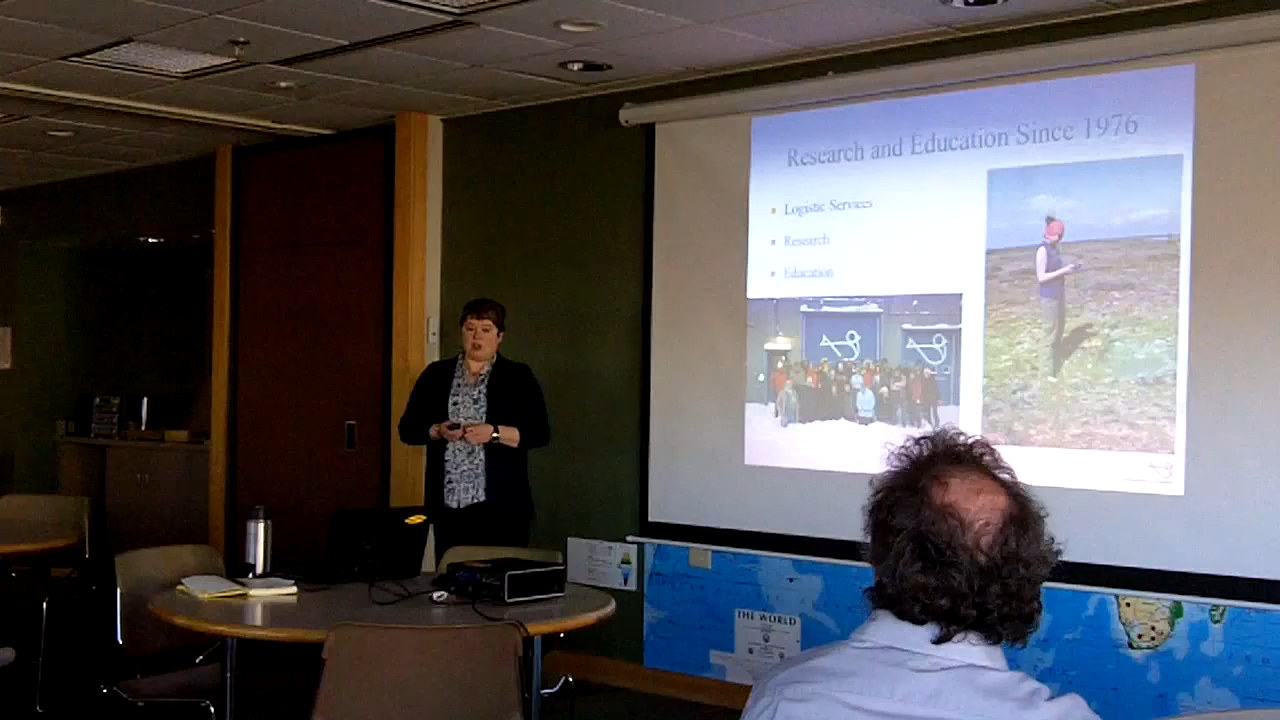 Research and Education Since 1976
Logistic Services
Research
Education
THE WORLD